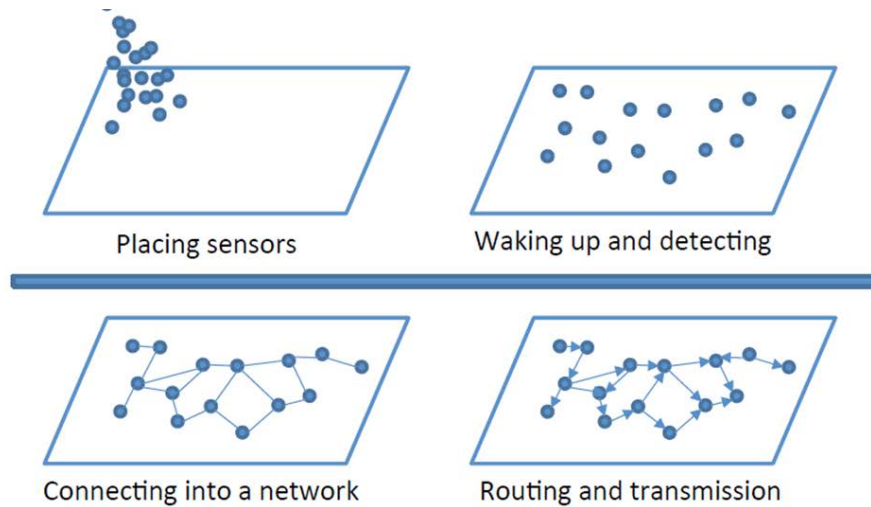 Placing sensors
Waking up and detecting
Connecting into a network
Routing and transmission